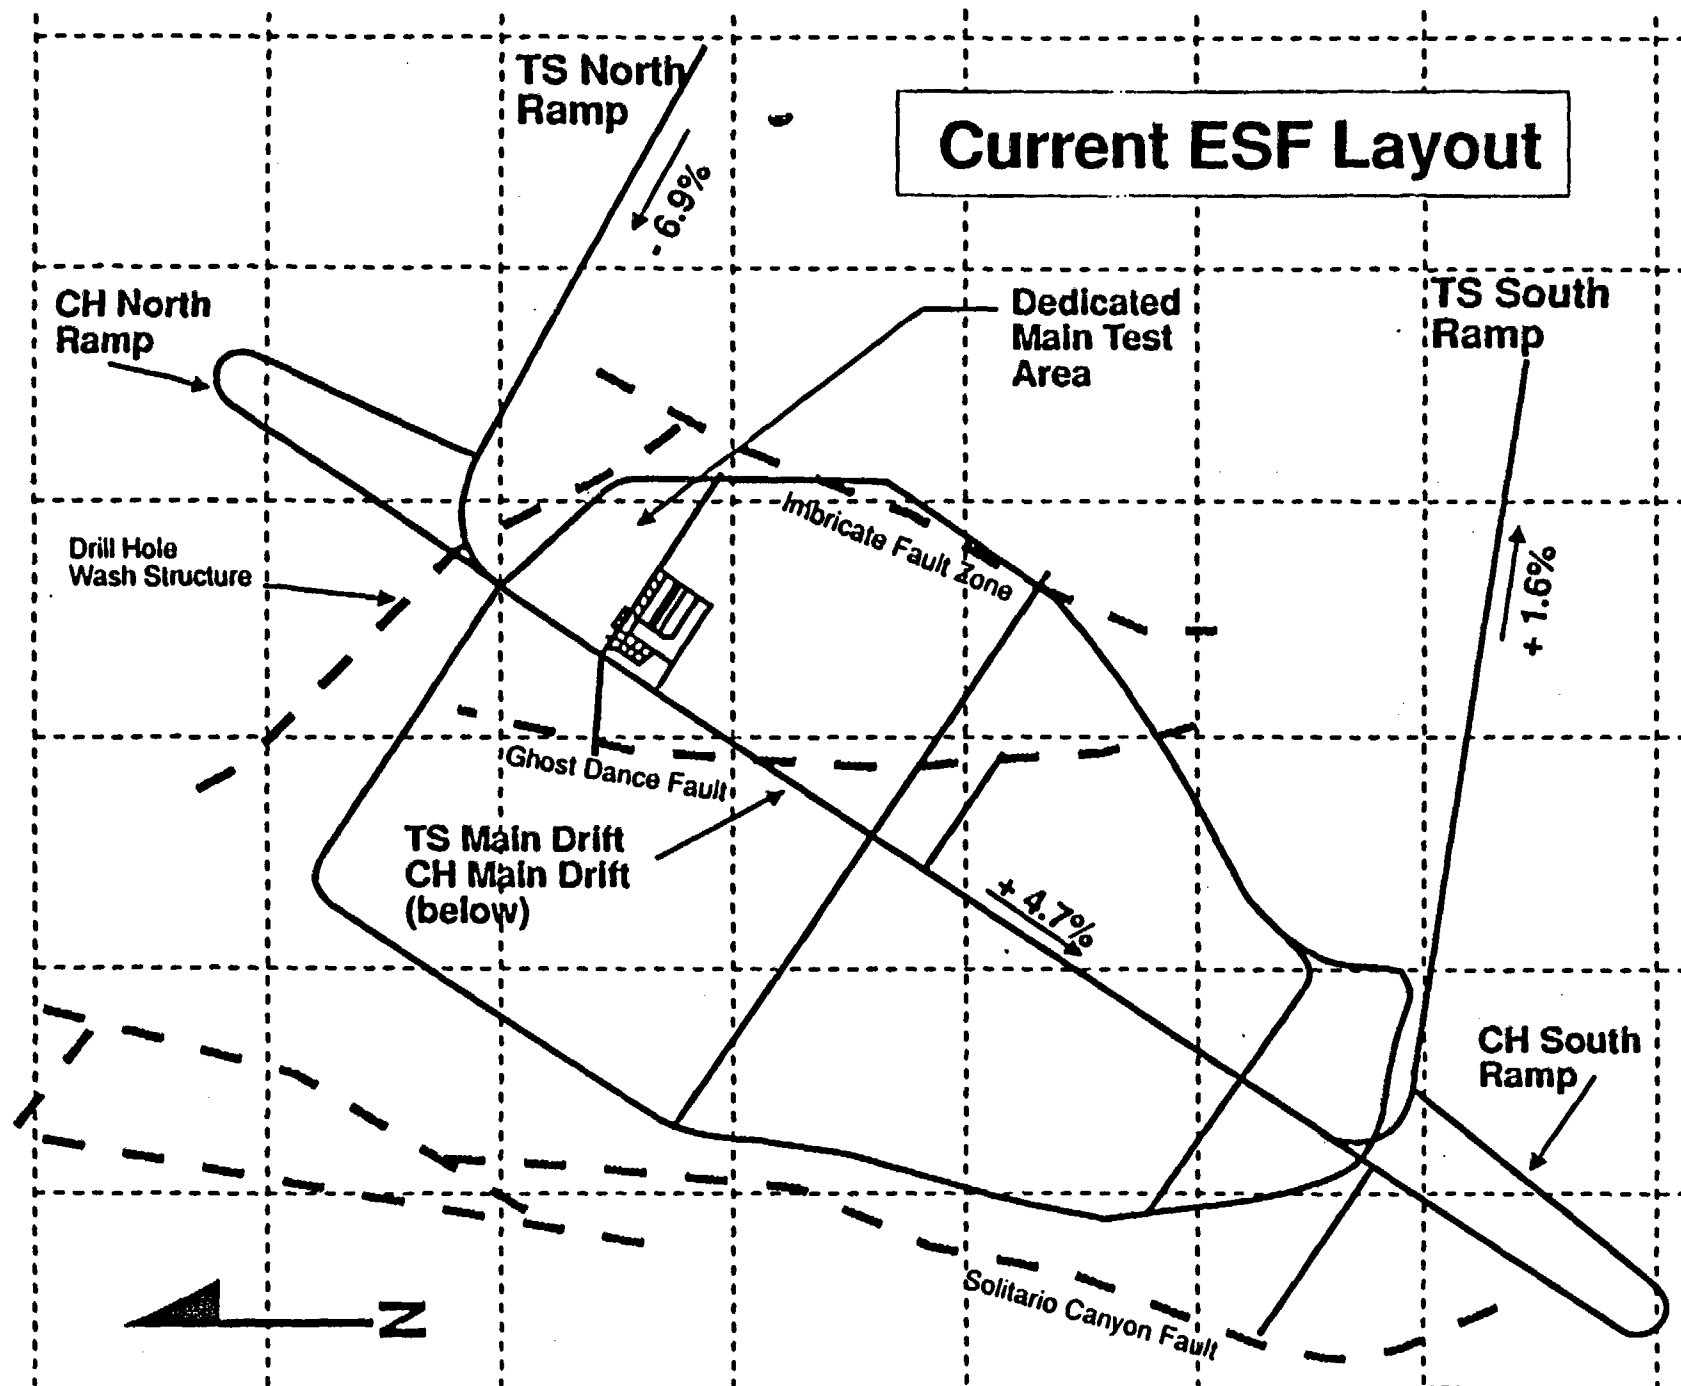 TS North
Ramp
Current ESF Layout
- 6.9%
CH North
Ramp
Dedicated
Main Test
Area
TS South
Ramp
Imbricate Fault Zone
Drill Hole
Wash Structure
+ 1.6%
Ghost Dance Fault
TS Main Drift
CH Main Drift
(below)
+ 4.7%
CH South
Ramp
Solitario Canyon Fault
N